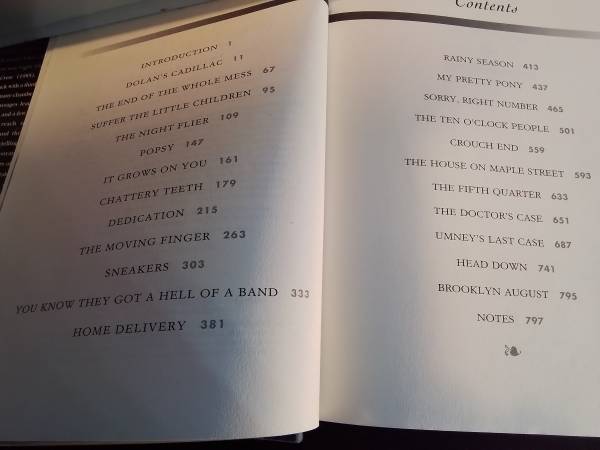 INTRODUCTION 1
DOLAN'S CADILLAC 11
THE END OF THE WHOLE MESS 67
SUFFER THE LITTLE CHILDREN 95
THE NIGHT FLIER 109
POPSY 147
IT GROWS ON YOU 161
CHATTERY TEETH 179
DEDICATION 215
THE MOVING FINGER 263
SNEAKERS 303
YOU KNOW THEY GOT A HELL OF A BAND 333
HOME DELIVERY 381
Contents
RAINY SEASON 413
MY PRETTY PONY 437
SORRY, RIGHT NUMBER 465
THE TEN O'CLOCK PEOPLE 501
CROUCH END 559
THE HOUSE ON MAPLE STREET 593
THE FIFTH QUARTER 633
THE DOCTOR'S CASE 651
UMNEY'S LAST CASE 687
HEAD DOWN 741
BROOKLYN AUGUST 795
NOTES 797